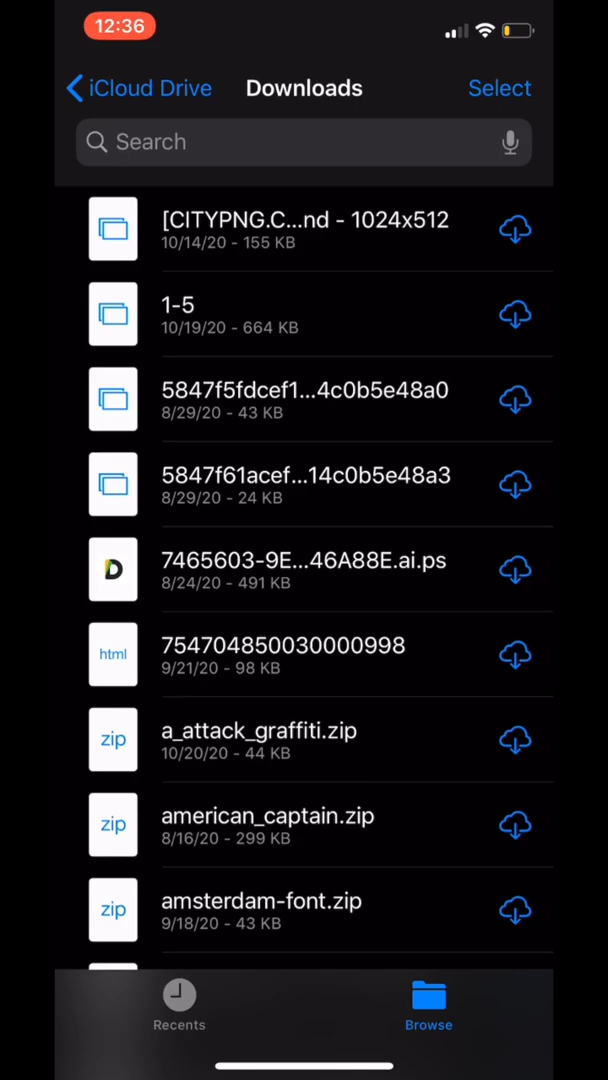 12:36
iCloud Drive
Downloads
Select
Search
[CITYPNG.C...nd - 1024x512
10/14/20 - 155 KB
1-5
10/19/20 - 664 KB
5847f5fdcef1...4c0b5e48a0
8/29/20 - 43 KB
5847f61acef...14c0b5e48a3
8/29/20 - 24 KB
D
7465603-9E...46A88E.ai.ps
8/24/20 - 491 KB
html
754704850030000998
9/21/20 - 98 KB
zip
a_attack_graffiti.zip
10/20/20 - 44 KB
zip
american_captain.zip
8/16/20 - 299 KB
zip
amsterdam-font.zip
9/18/20 - 43 KB
Recents
Browse